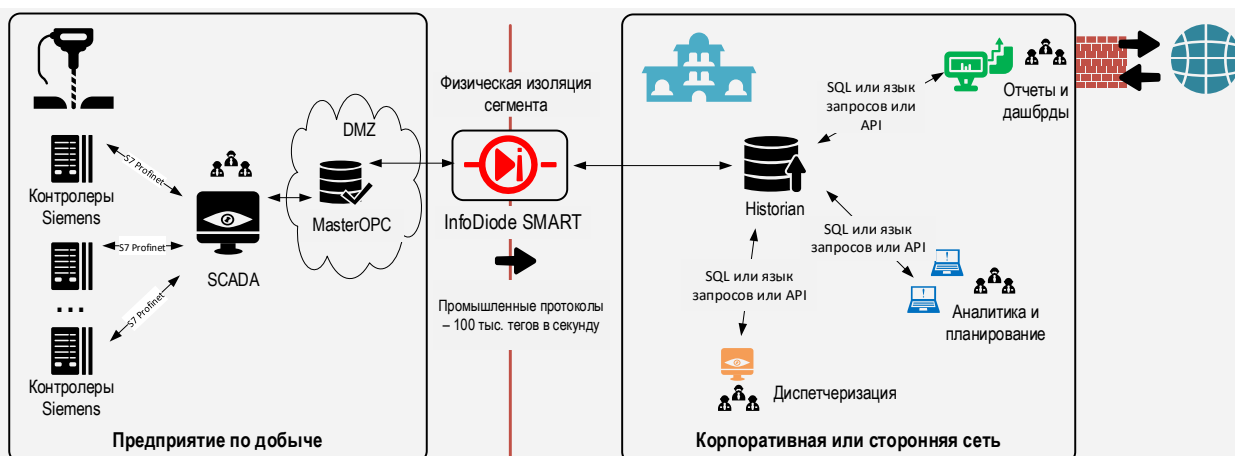 Контролеры
Siemens
S7 Profinet
S7 Profinet
...
S7 Profinet
Контролеры
Siemens
SCADA
DMZ
MasterOPC
Предприятие по добыче
Физическая изоляция
сегмента
InfoDiode SMART
Промышленные протоколы
– 100 тыс. тегов в секунду
Historian
SQL или язык
запросов или
API
Отчеты и
дашбрды
SQL или язык
запросов или API
Аналитика и
планирование
SQL или язык
запросов или API
Диспетчеризация
Корпоративная или сторонняя сеть